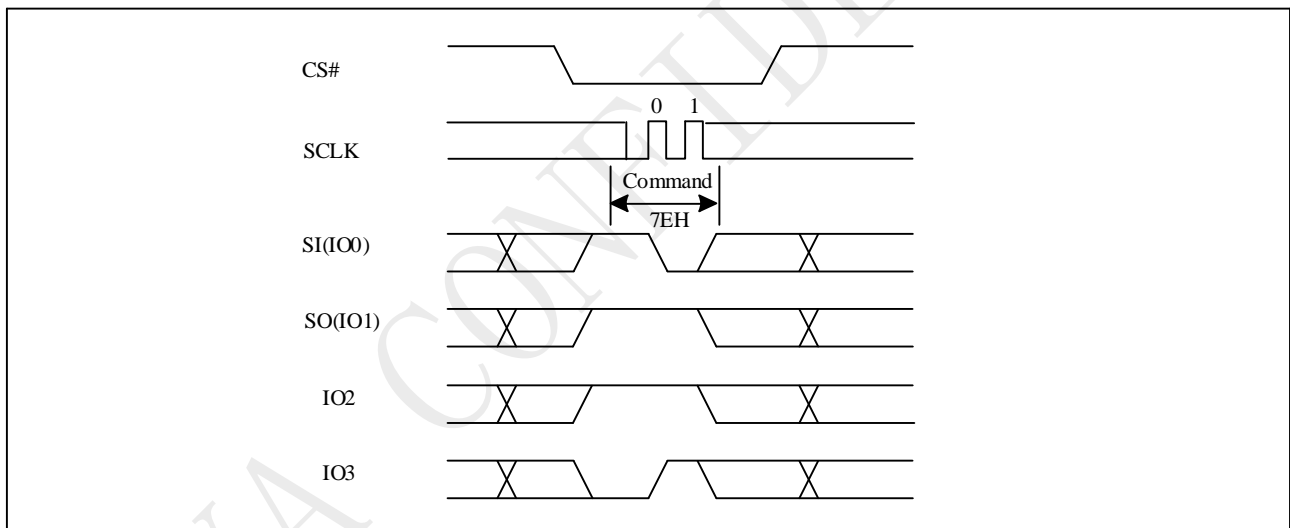 CS#
0 1
SCLK
Command
7EH
SI(IO0)
SO(IO1)
IO2
IO3